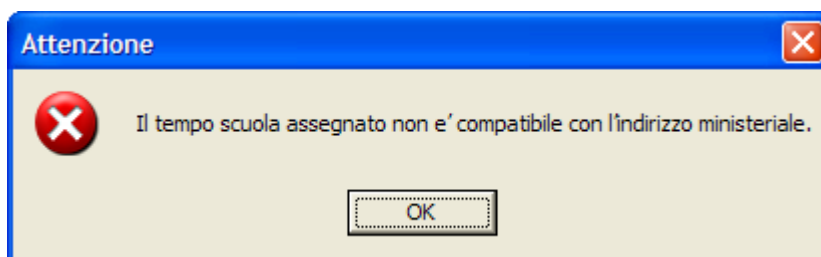 Attenzione
Il tempo scuola assegnato non e' compatibile con l'indirizzo ministeriale.
OK